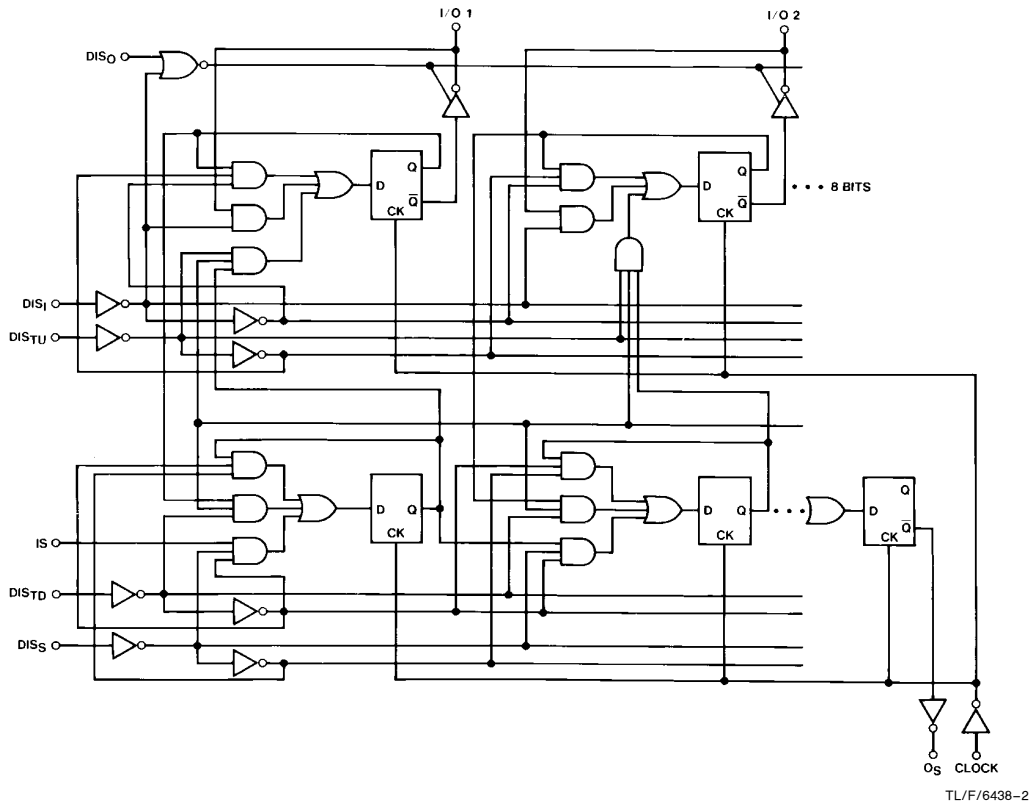 I/O 1
I/O 2
DISO
D
Q
Q
CK
D
Q
Q
CK
• • • 8 BITS
DISI
DISTU
D
Q
CK
D
Q
CK
• • •
D
Q
Q
CK
IS
DISTD
DISS
OS
CLOCK
TL/F/6438–2